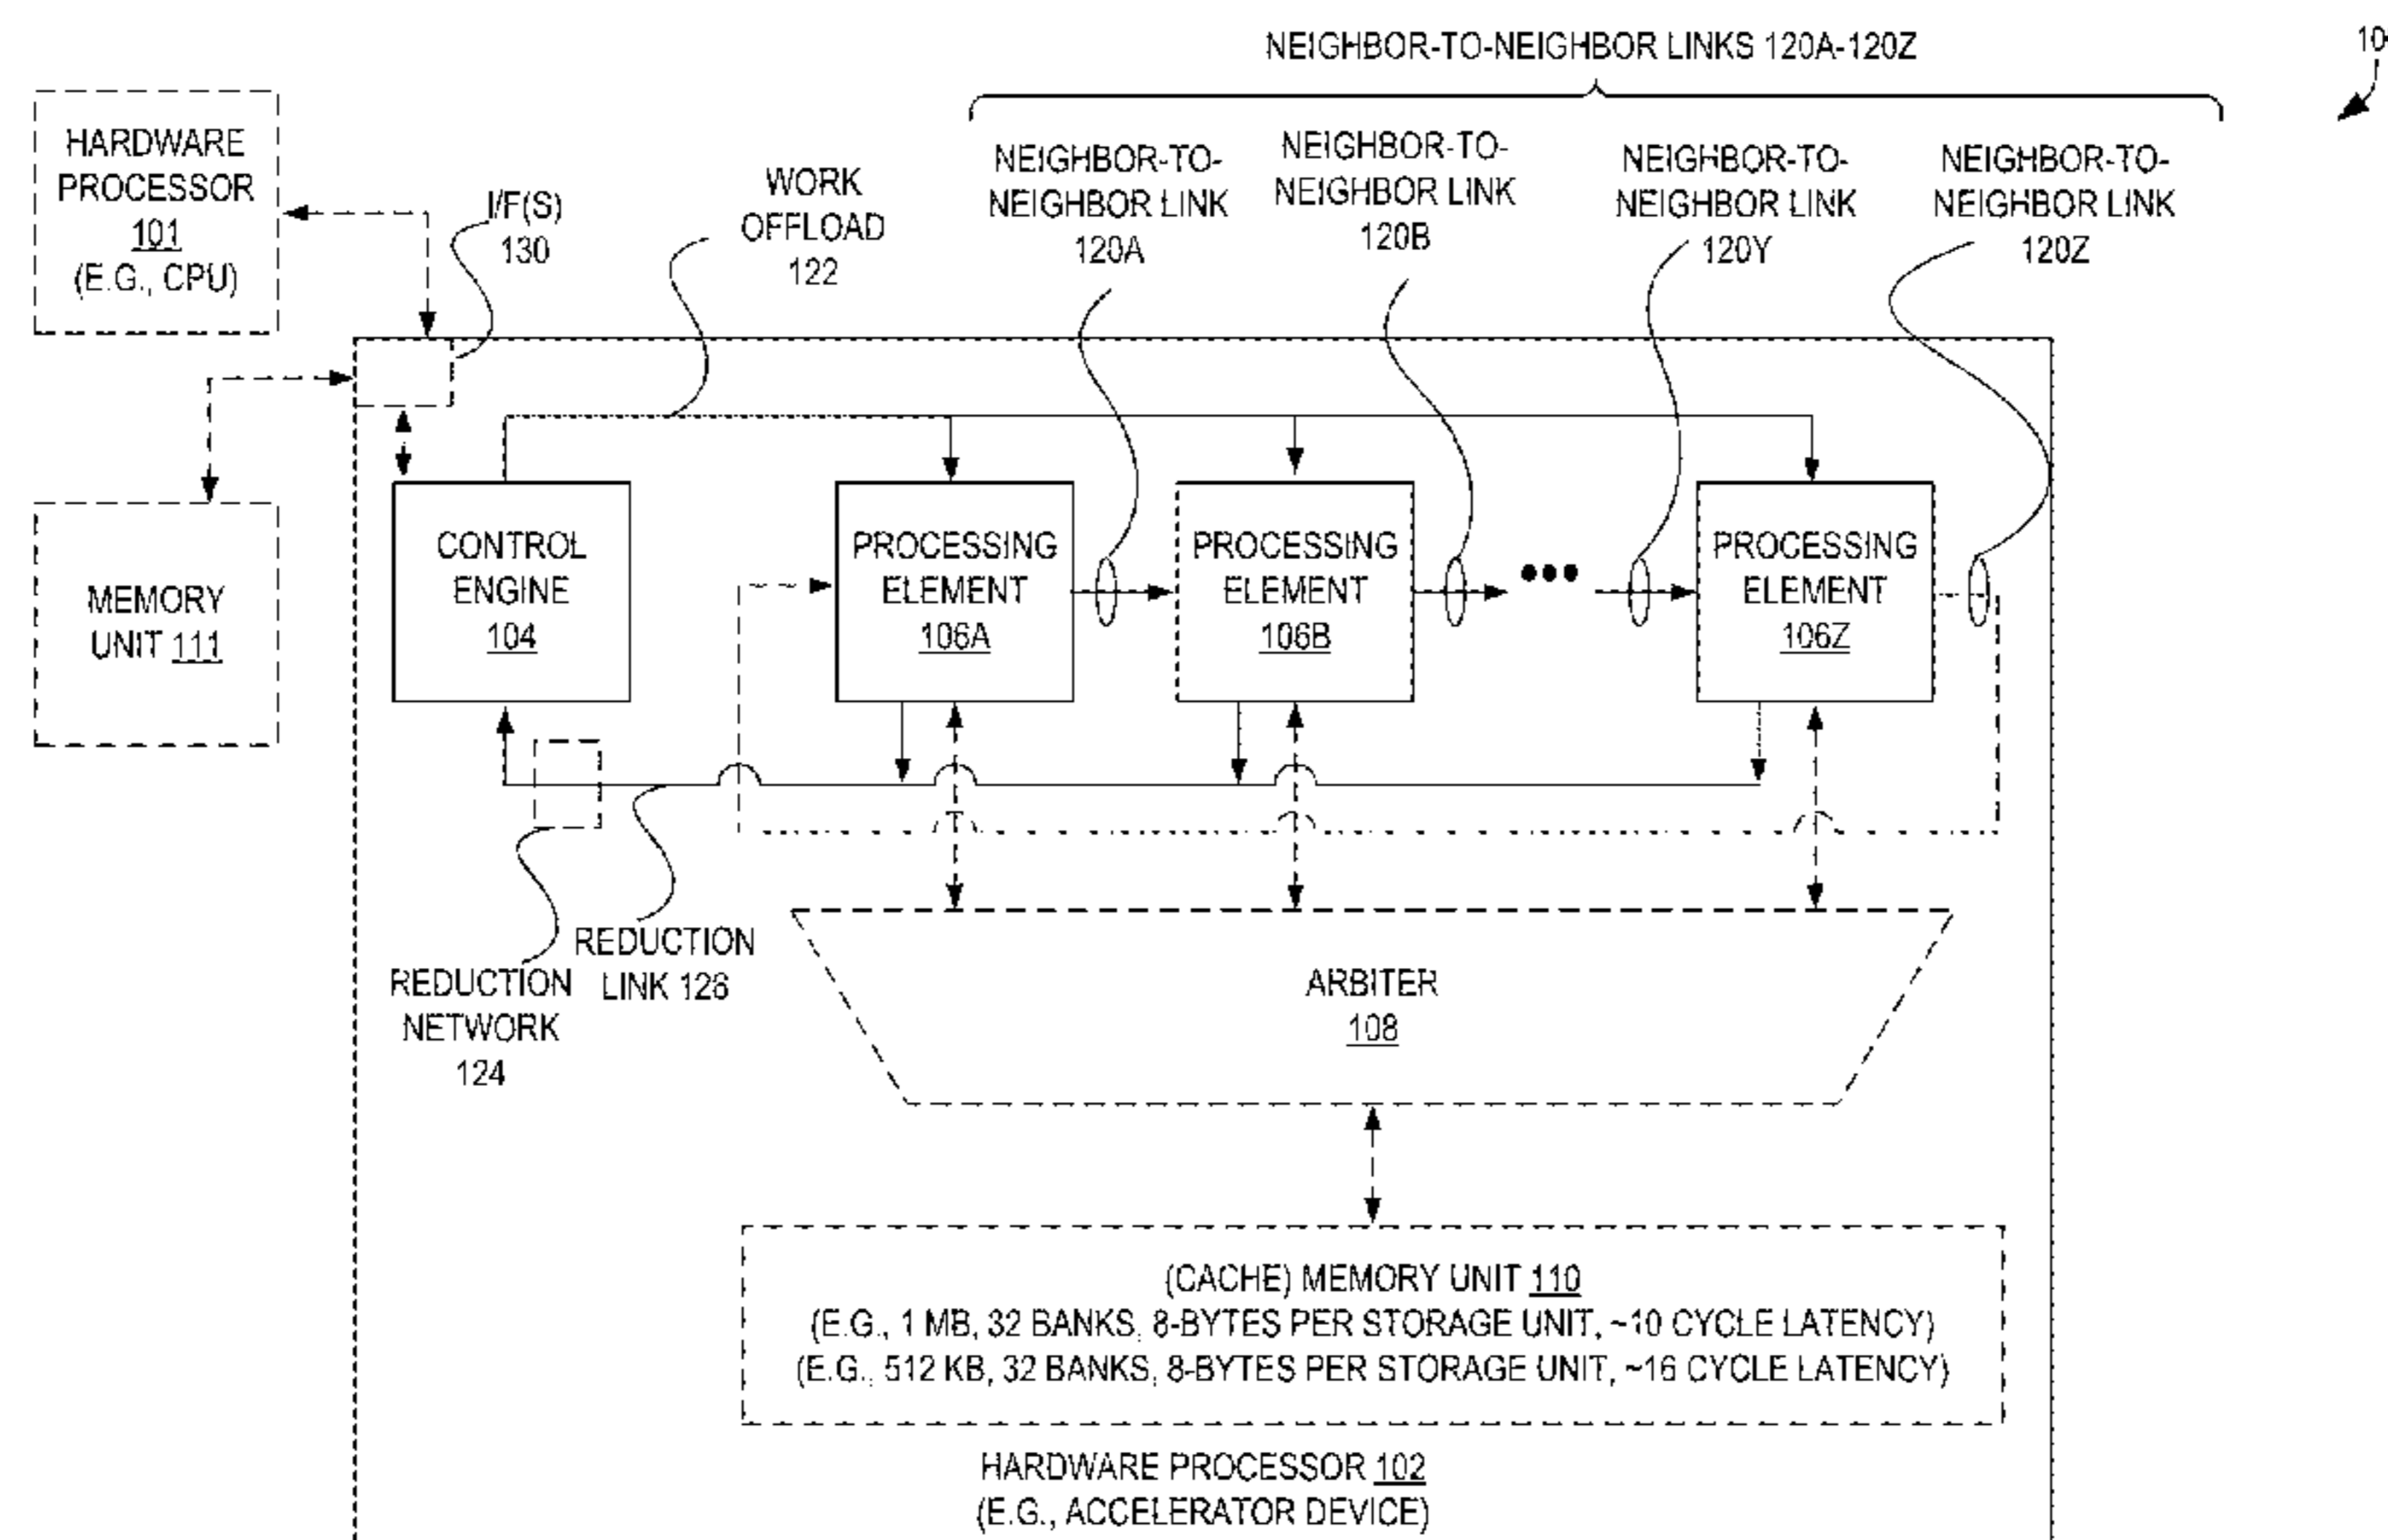 NEIGHBOR-TO-NEIGHBOR LINKS 120A-120Z
10
HARDWARE
PROCESSOR
101
(E.G., CPU)
I/F(S)
130
WORK
OFFLOAD
122
NEIGHBOR-TO-
NEIGHBOR LINK
120A
NEIGHBOR-TO-
NEIGHBOR LINK
120B
NEIGHBOR-TO-
NEIGHBOR LINK
120Y
NEIGHBOR-TO-
NEIGHBOR LINK
120Z
MEMORY
UNIT 111
CONTROL
ENGINE
104
PROCESSING
ELEMENT
106A
PROCESSING
ELEMENT
106B
PROCESSING
ELEMENT
106Z
REDUCTION
NETWORK
124
REDUCTION
LINK 126
ARBITER
108
(CACHE) MEMORY UNIT 110
(E.G., 1 MB, 32 BANKS, 8-BYTES PER STORAGE UNIT, ~10 CYCLE LATENCY)
(E.G., 512 KB, 32 BANKS, 8-BYTES PER STORAGE UNIT, ~16 CYCLE LATENCY)
HARDWARE PROCESSOR 102
(E.G., ACCELERATOR DEVICE)